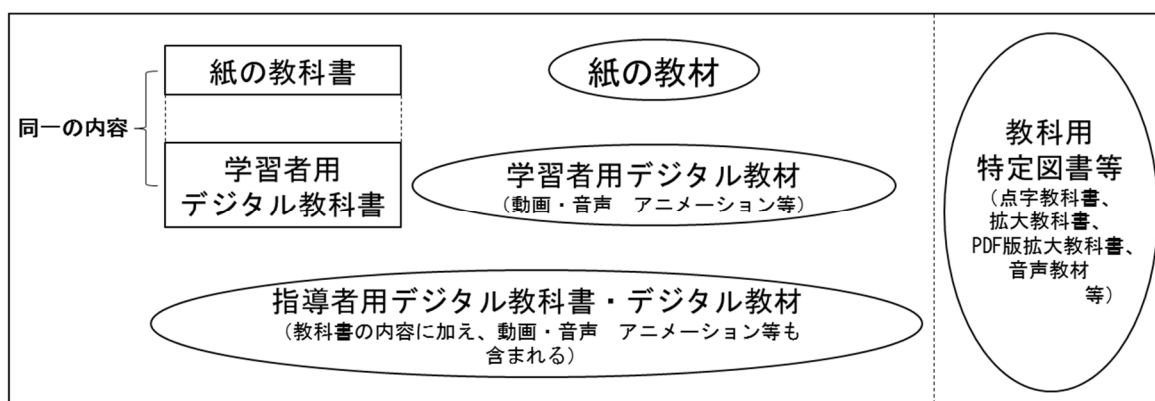 紙の教科書
紙の教材
同一の内容
学習者用
デジタル教科書
学習者用デジタル教材
（動画・音声　アニメーション等）
指導者用デジタル教科書・デジタル教材
（教科書の内容に加え、動画・音声　アニメーション等も
含まれる）
教科用
特定図書等
（点字教科書、
拡大教科書、
PDF版拡大教科書、
音声教材
等）